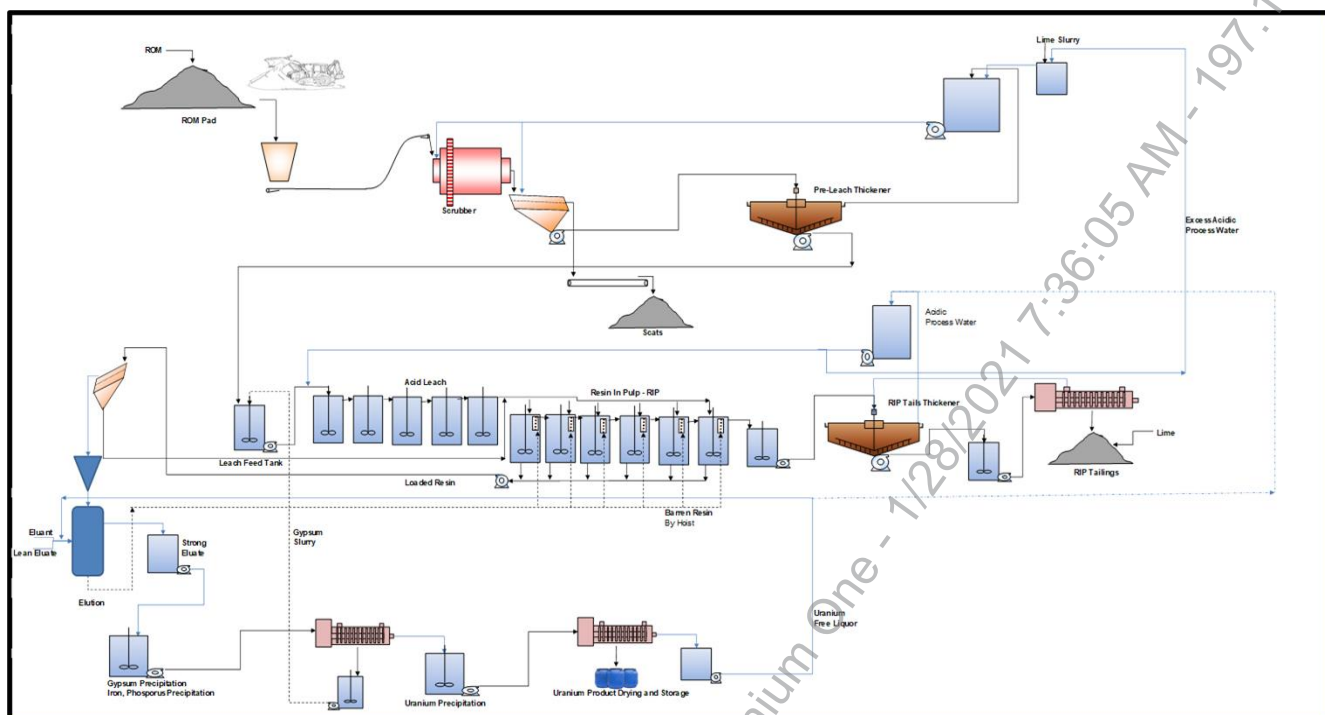 ROM
ROM Pad
Scrubber
Scats
Pre-Leach Thickener
Lime Slurry
Excess Acidic
Process Water
Acidic
Process Water
Leach Feed Tank
Acid Leach
Resin In Pulp - RIP
RIP Tails Thickener
Lime
RIP Tailings
Loaded Resin
Barren Resin
By Hoist
Gypsum
Slurry
Eluant
Lean Eluate
Strong
Eluate
Elution
Gypsum Precipitation
Iron, Phosporus Precipitation
Uranium Precipitation
Uranium Product Drying and Storage
Uranium
Free Liquor
One - 1/28/2021 7:36:05 AM - 197.1